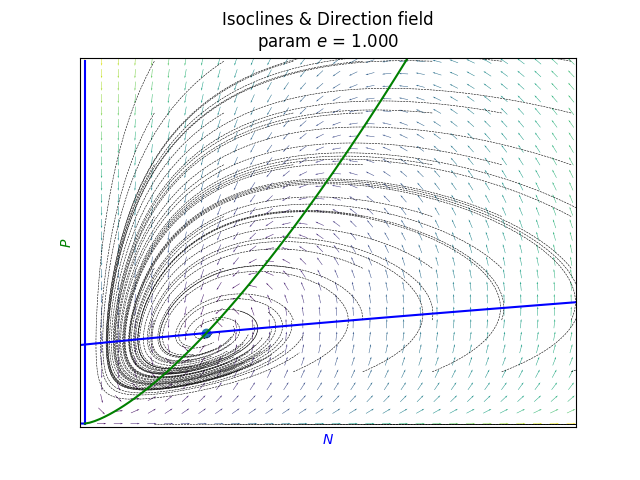 Isoclines & Direction field
param e = 1.000
P
N